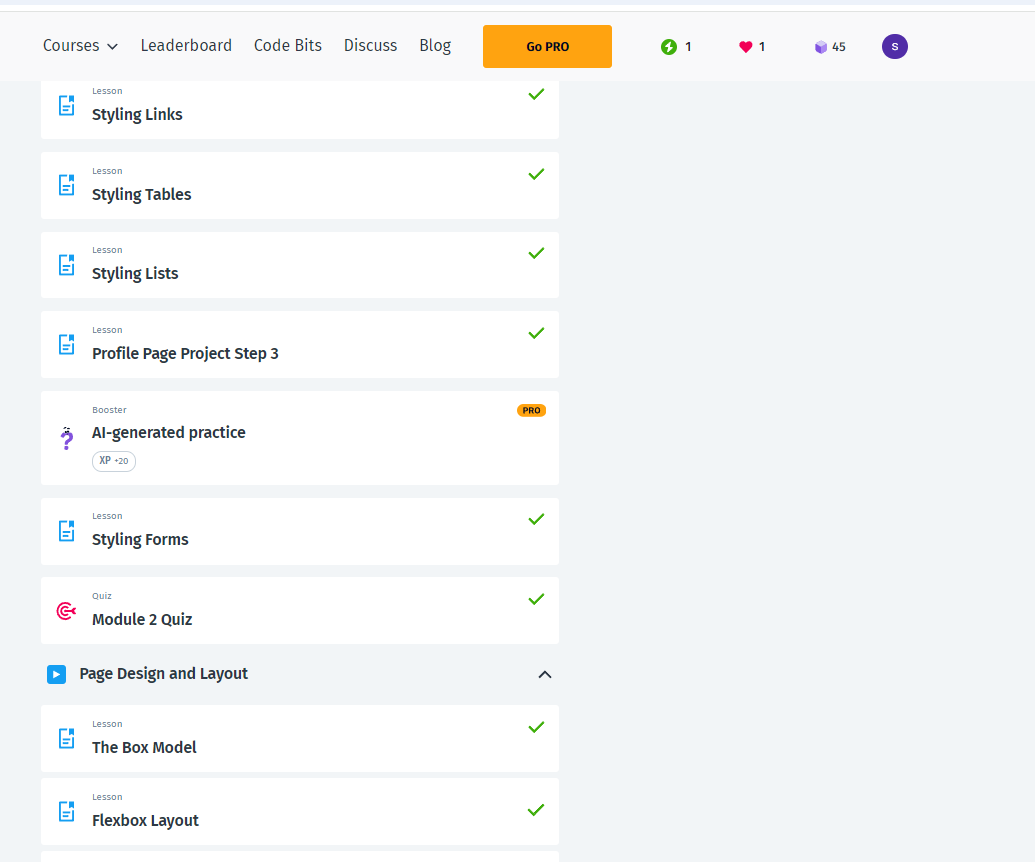 Courses Leaderboard Code Bits Discuss Blog Go PRO 1 1 45 S
Lesson
Styling Links
Lesson
Styling Tables
Lesson
Styling Lists
Lesson
Profile Page Project Step 3
Booster PRO
AI-generated practice
XP +20
Lesson
Styling Forms
Quiz
Module 2 Quiz
Page Design and Layout
Lesson
The Box Model
Lesson
Flexbox Layout